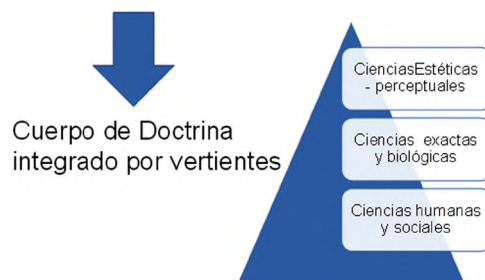 Cuerpo de Doctrina
integrado por vertientes
CienciasEstéticas
- perceptuales
Ciencias exactas
y biológicas
Ciencias humanas
y sociales